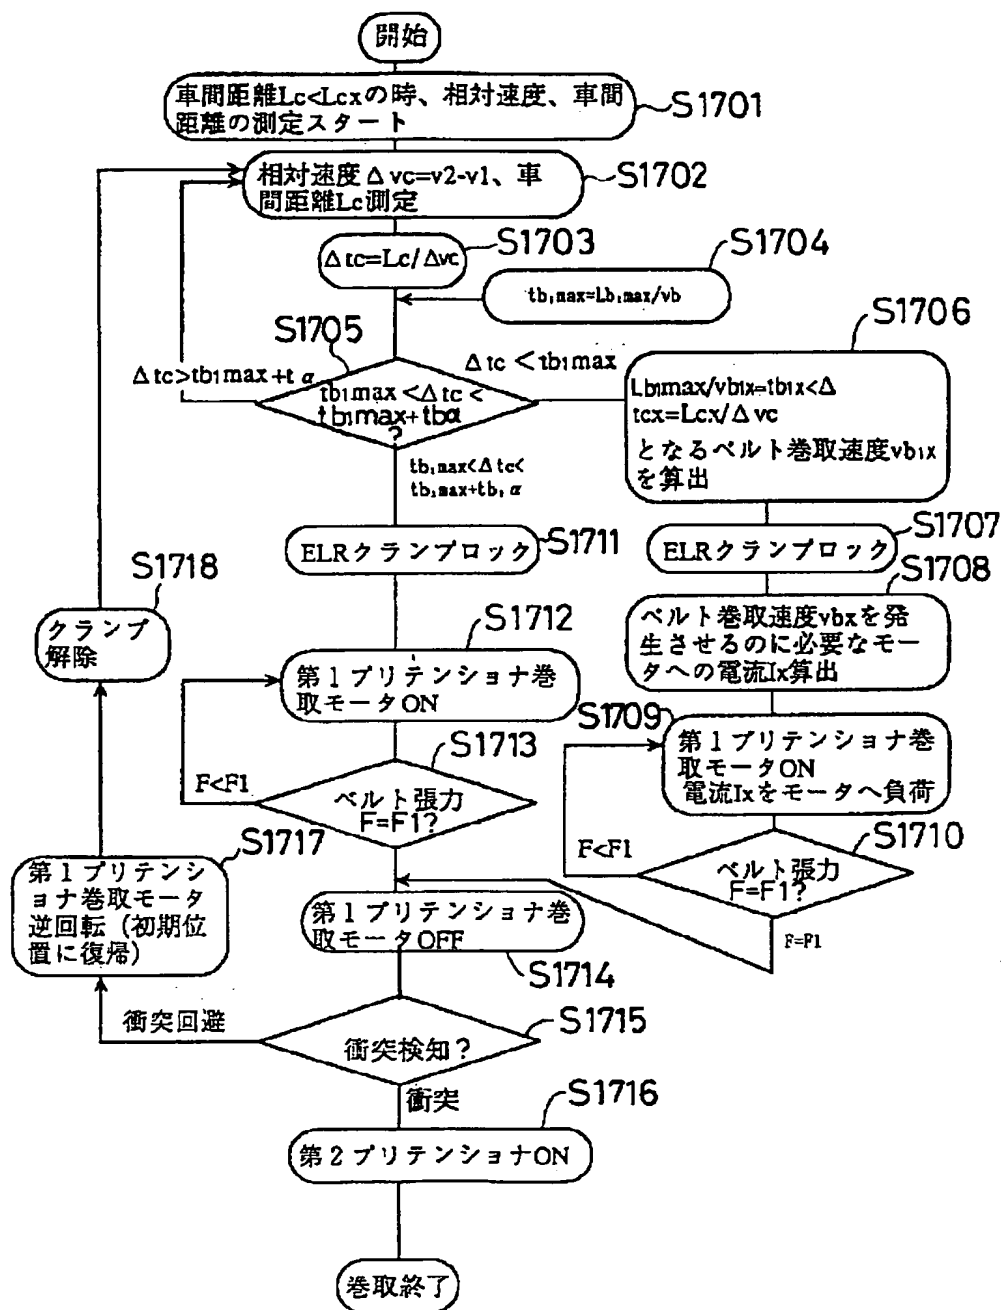 開始
車間距離Lc<Lcxの時、相対速度、車間
距離の測定スタート
S1701
相対速度Δvc=v2-v1、車
間距離Lc測定
S1702
Δtc=Lc/Δvc
S1703
S1704
tb₁max=Lb₁max/vb
S1705
Δtc>tb1max+tα
tb₁max<Δtc<
tb₁max+tbα
?
Δtc<tb₁max
S1706
Lb₁max/vb₁x=tb₁x<Δ
tcx=Lcx/Δvc
となるベルト巻取速度vb₁x
を算出
tb₁max<Δtc<
tb₁max+tb₁α
ELRクランプロック
S1711
ELRクランプロック
S1707
S1708
ベルト巻取速度vbxを発
生させるのに必要なモー
タへの電流Ix算出
S1718
クランプ
解除
S1712
第1プリテンショナ巻
取モータON
S1709
第1プリテンショナ巻
取モータON
電流Ixをモータへ負荷
S1713
F<F1
ベルト張力
F=F1?
S1710
F<F1
ベルト張力
F=F1?
F=F1
S1717
第1プリテンシ
ョナ巻取モータ
逆回転(初期位
置に復帰)
第1プリテンショナ巻
取モータOFF
S1714
衝突回避
S1715
衝突検知?
衝突
S1716
第2プリテンショナON
巻取終了